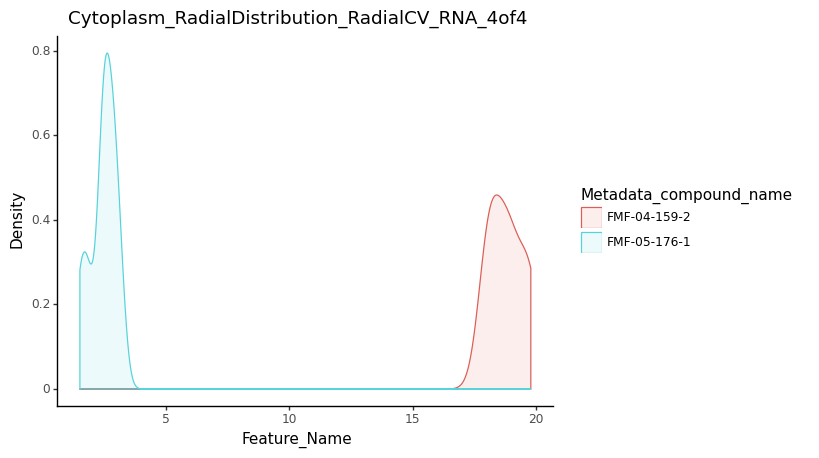 Cytoplasm_RadialDistribution_RadialCV_RNA_4of4
0.8
0.6
0.4
0.2
0
Density
5
10
15
20
Feature_Name
Metadata_compound_name
FMF-04-159-2
FMF-05-176-1